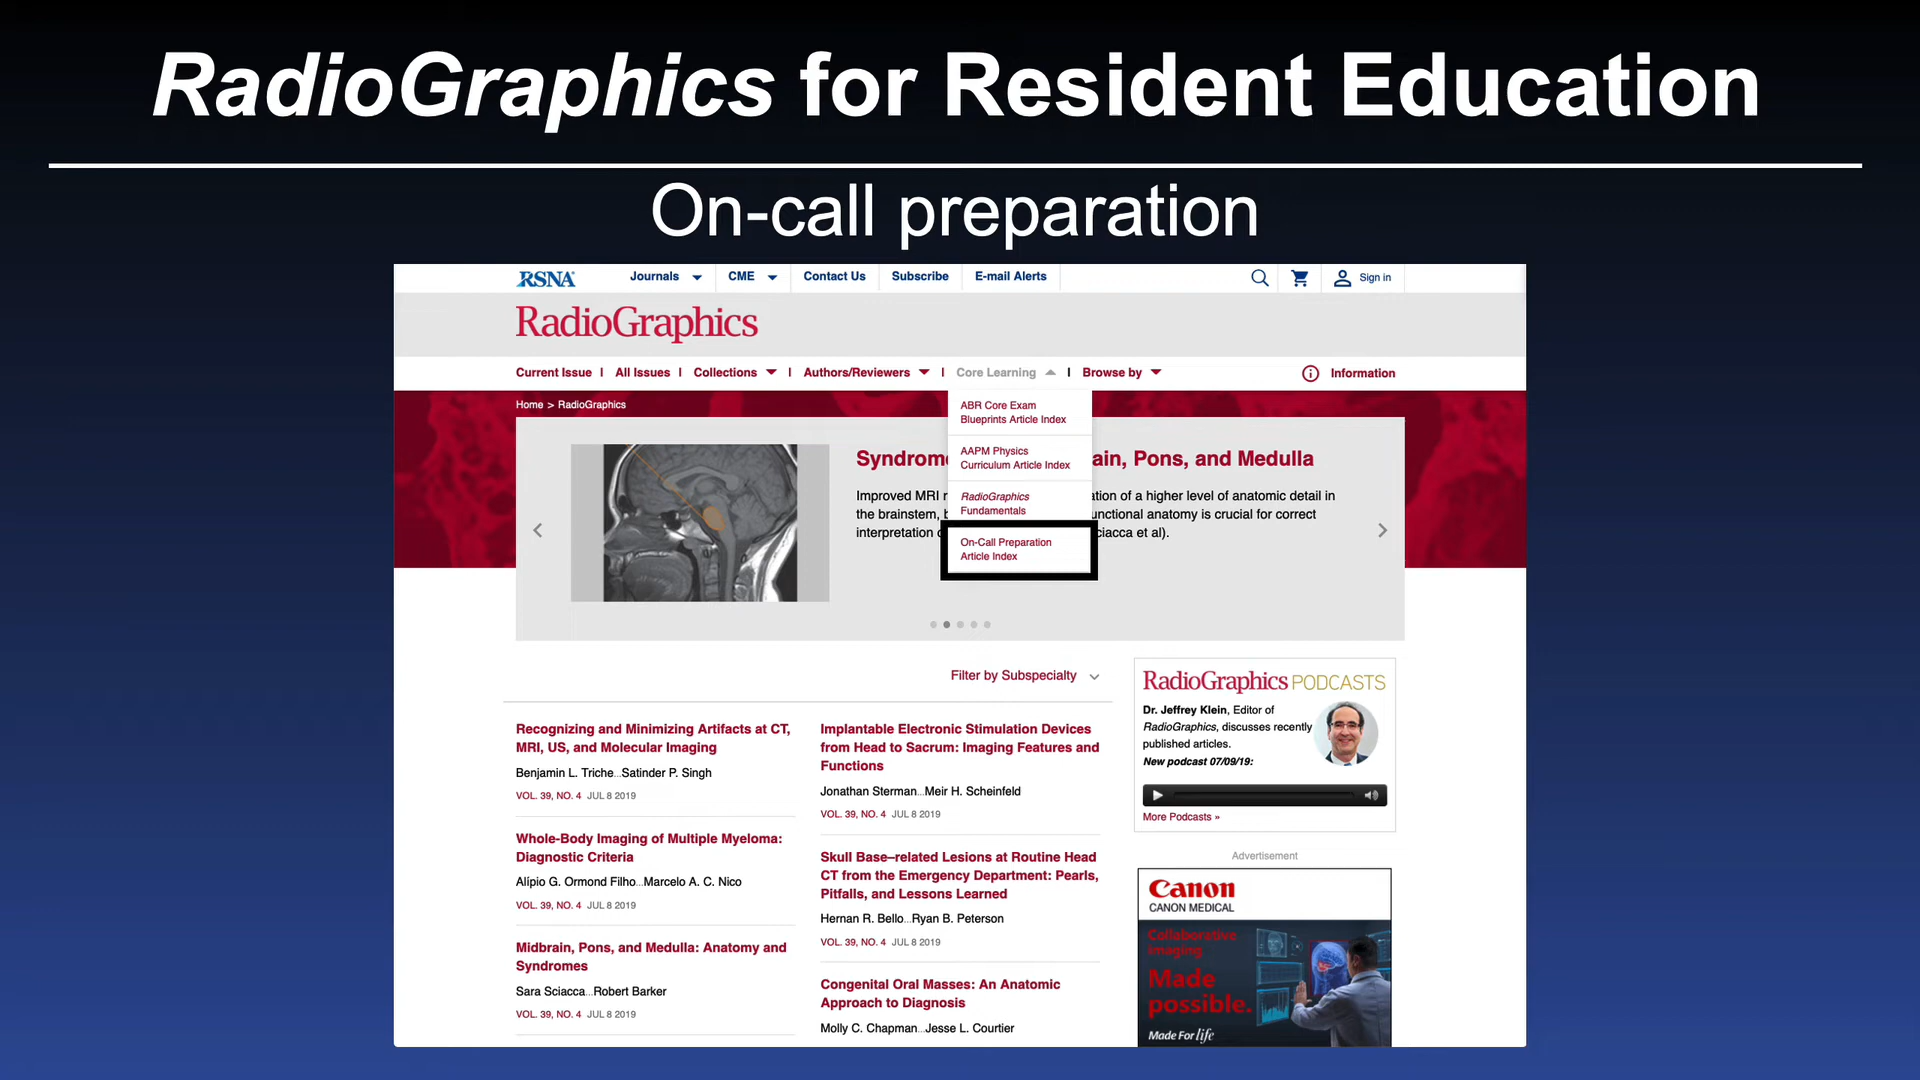 RadioGraphics for Resident Education
On-call preparation
RSNA
Journals
CME
Contact Us
Subscribe
E-mail Alerts
Sign in
RadioGraphics
Current Issue | All Issues | Collections | Authors/Reviewers | Core Learning | Browse by
Information
Home > RadioGraphics
ABR Core Exam
Blueprints Article Index
AAPM Physics
Curriculum Article Index
RadioGraphics
Fundamentals
On-Call Preparation
Article Index
ain, Pons, and Medulla
Improved MRI
ation of a higher level of anatomic detail in
the brainstem,
unctional anatomy is crucial for correct
interpretation
ciacca et al).
Filter by Subspecialty
Recognizing and Minimizing Artifacts at CT,
MRI, US, and Molecular Imaging
Benjamin L. Triche...Satinder P. Singh
VOL. 39, NO. 4 JUL 8 2019
Whole-Body Imaging of Multiple Myeloma:
Diagnostic Criteria
Alípio G. Ormond Filho...Marcelo A. C. Nico
VOL. 39, NO. 4 JUL 8 2019
Midbrain, Pons, and Medulla: Anatomy and
Syndromes
Sara Sciacca...Robert Barker
VOL. 39, NO. 4 JUL 8 2019
Implantable Electronic Stimulation Devices
from Head to Sacrum: Imaging Features and
Functions
Jonathan Sterman...Meir H. Scheinfeld
VOL. 39, NO. 4 JUL 8 2019
Skull Base–related Lesions at Routine Head
CT from the Emergency Department: Pearls,
Pitfalls, and Lessons Learned
Hernan R. Bello...Ryan B. Peterson
VOL. 39, NO. 4 JUL 8 2019
Congenital Oral Masses: An Anatomic
Approach to Diagnosis
Molly C. Chapman...Jesse L. Courtier
RadioGraphics PODCASTS
Dr. Jeffrey Klein, Editor of
RadioGraphics, discusses recently
published articles.
New podcast 07/09/19:
More Podcasts »
Advertisement
Canon
CANON MEDICAL
Collaborative
imaging
Made
possible.
Made For life